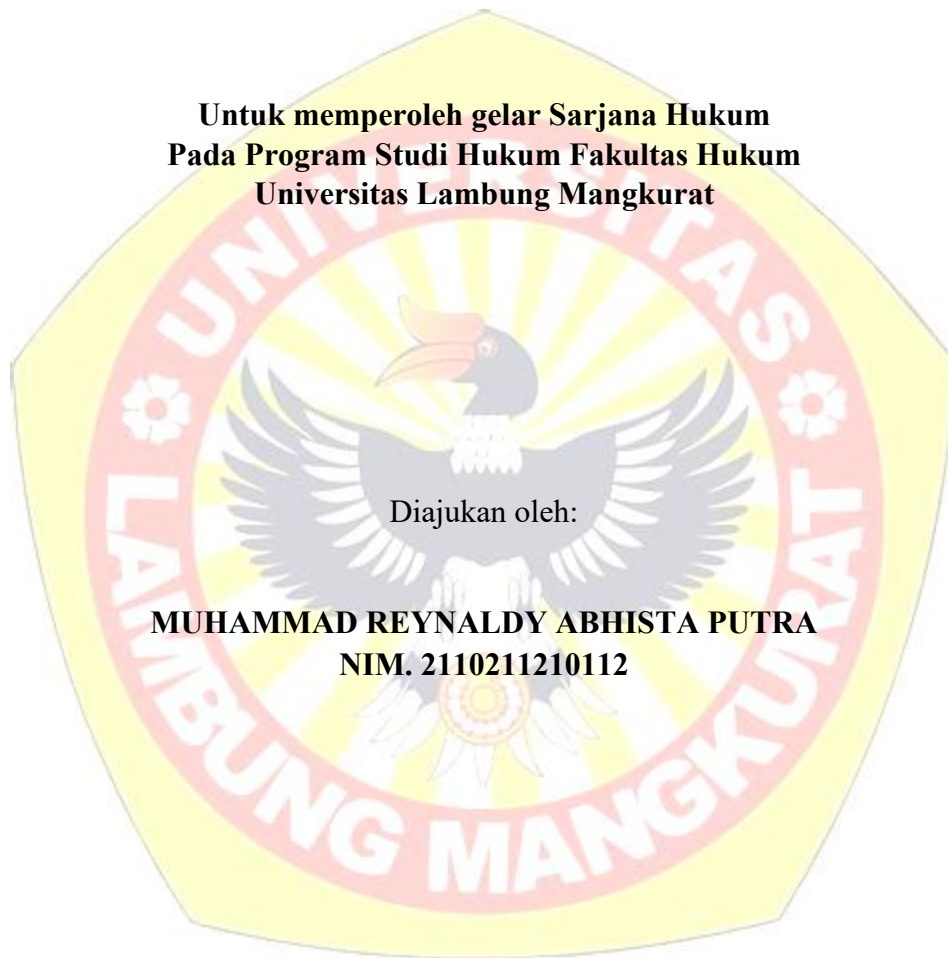 Untuk memperoleh gelar Sarjana Hukum
Pada Program Studi Hukum Fakultas Hukum
Universitas Lambung Mangkurat
UNIVERSITAS
Diajukan oleh:
MUHAMMAD REYNALDY ABHISTA PUTRA
NIM. 2110211210112
LAMBUNG MANGKURAT